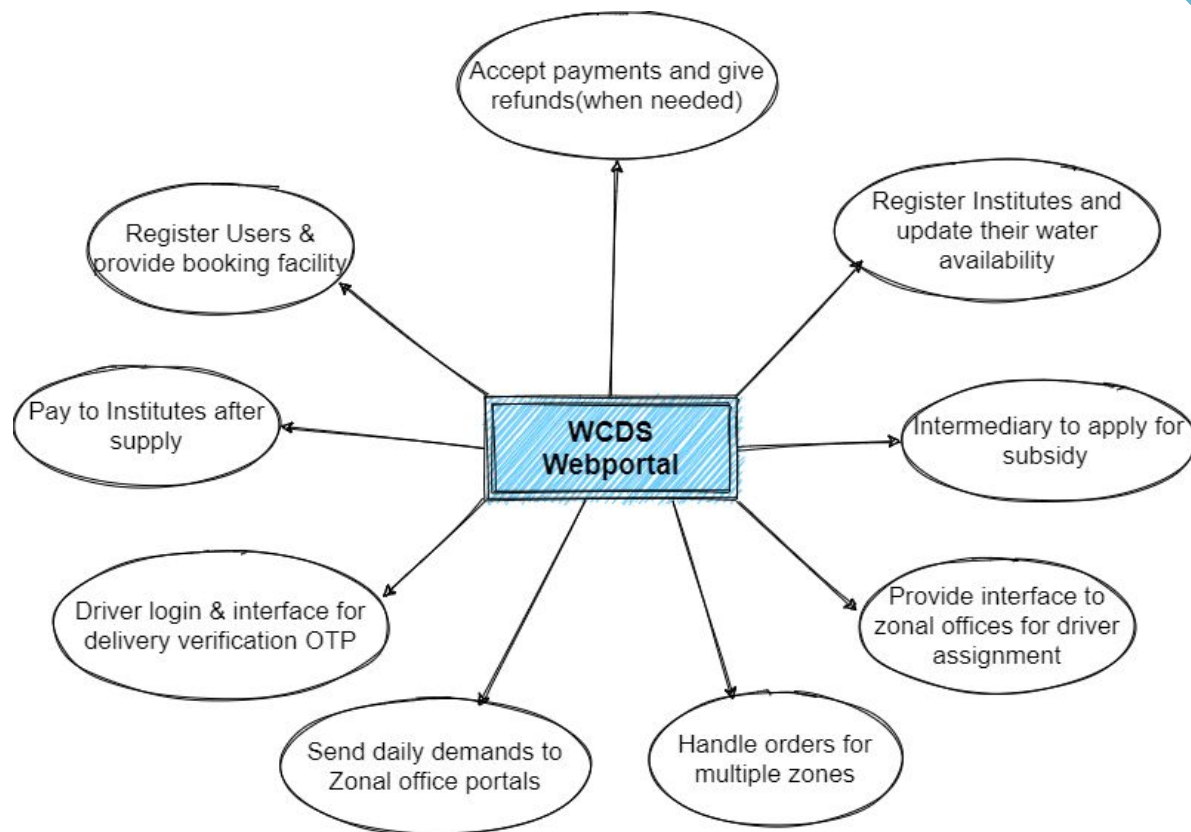 Accept payments and give
refunds(when needed)
Register Users &
provide booking facility
Register Institutes and
update their water
availability
Pay to Institutes after
supply
WCDS
Webportal
Intermediary to apply for
subsidy
Driver login & interface for
delivery verification OTP
Provide interface to
zonal offices for driver
assignment
Send daily demands to
Zonal office portals
Handle orders for
multiple zones